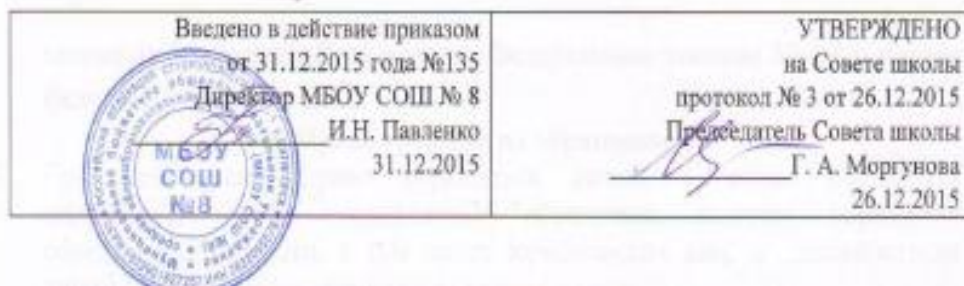 Введено в действие приказом
от 31.12.2015 года №135
Директор МБОУ СОШ № 8
И.Н. Павленко
31.12.2015
УТВЕРЖДЕНО
на Совете школы
протокол № 3 от 26.12.2015
Председатель Совета школы
Г. А. Моргунова
26.12.2015
МБОУ
СОШ
№8